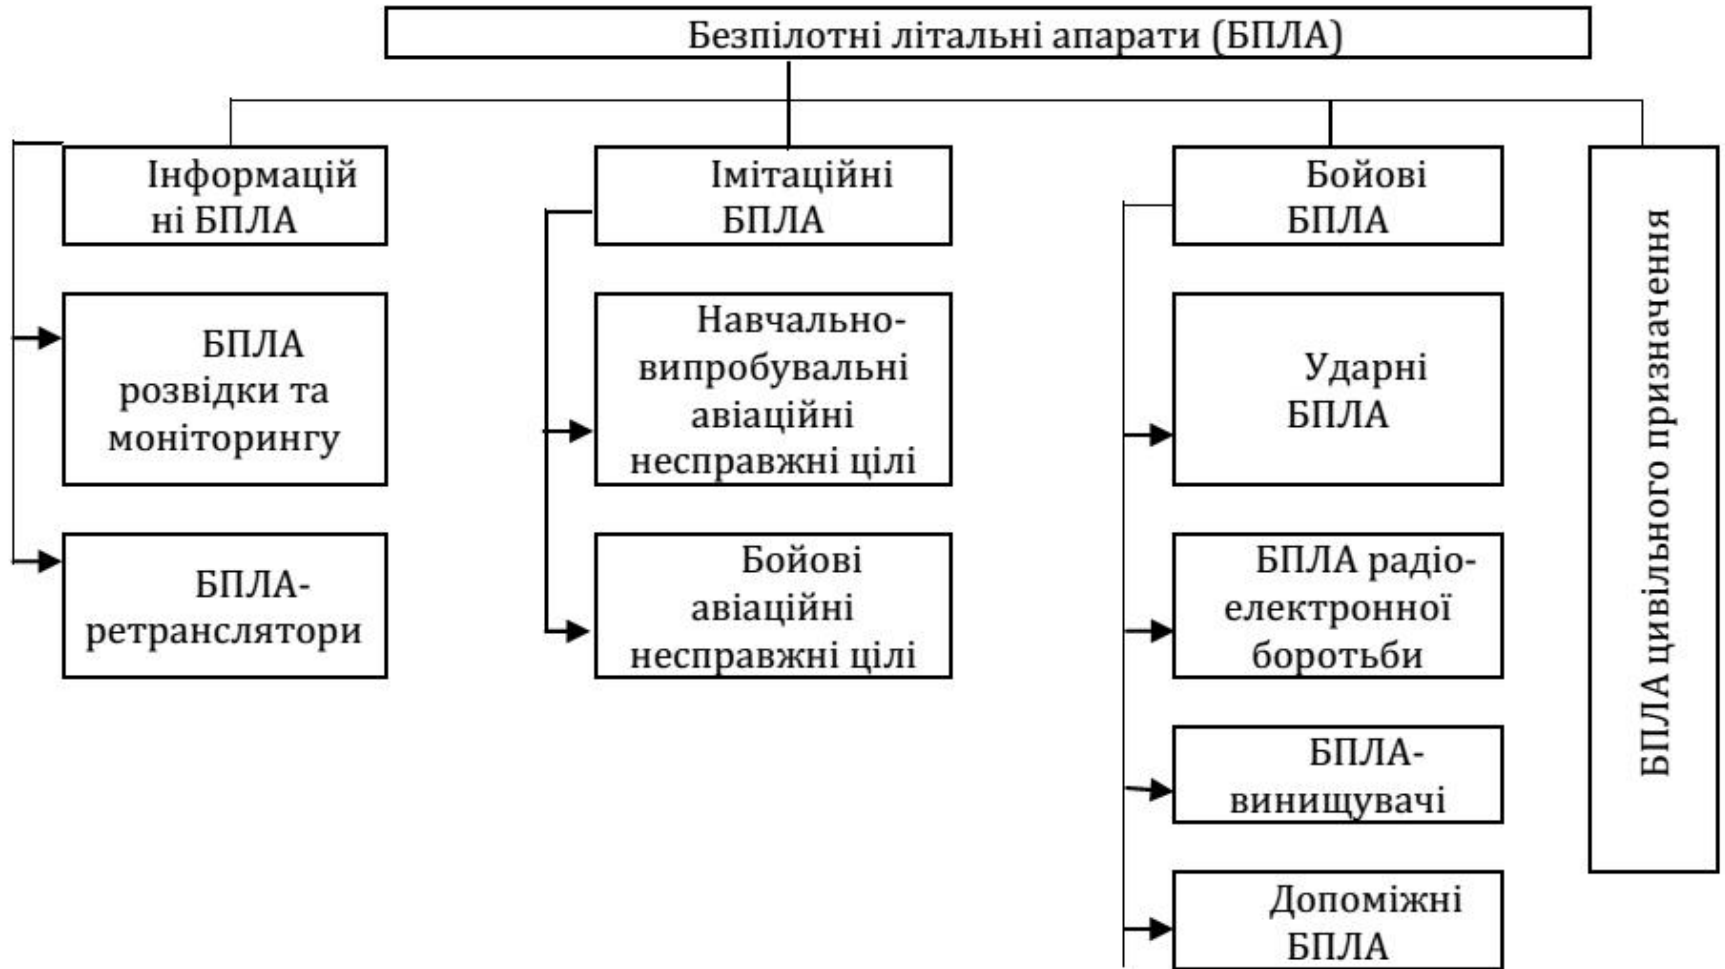 Безпілотні літальні апарати (БПЛА)
Інформацій
ні БПЛА
БПЛА
розвідки та
моніторингу
БПЛА-
ретранслятори
Імітаційні
БПЛА
Навчально-
випробувальні
авіаційні
несправжні цілі
Бойові
авіаційні
несправжні цілі
Бойові
БПЛА
Ударні
БПЛА
БПЛА радіо-
електронної
боротьби
БПЛА-
винищувачі
Допоміжні
БПЛА
БПЛА цивільного призначення